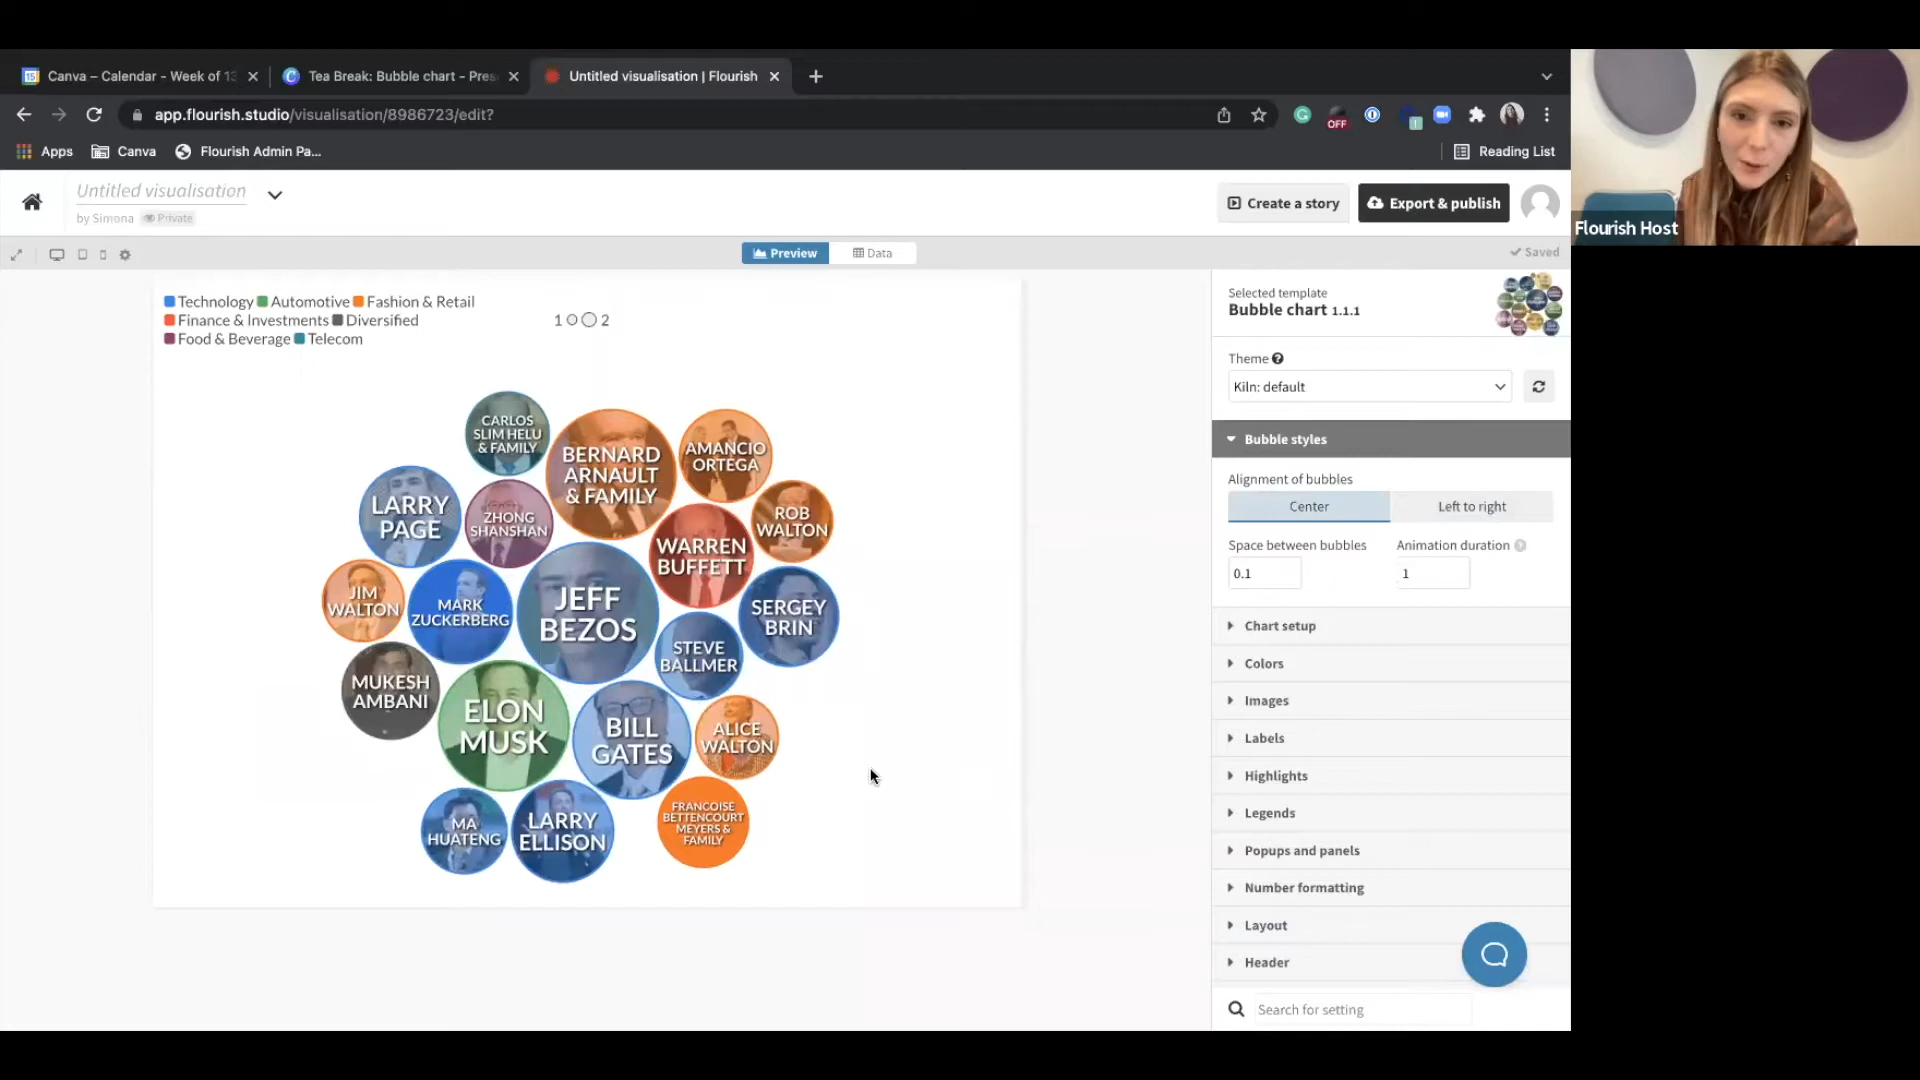 Canva – Calendar - Week of 13
Tea Break: Bubble chart - Pres
Untitled visualisation | Flourish
app.flourish.studio/visualisation/8986723/edit?
OFF
Apps
Canva
Flourish Admin Pa...
Reading List
Flourish Host
Untitled visualisation
by Simona
Private
Create a story
Export & publish
Preview
Data
Saved
Technology Automotive Fashion & Retail
Finance & Investments Diversified
Food & Beverage Telecom
1 2
CARLOS
SLIM HELU
& FAMILY
BERNARD
ARNAULT
& FAMILY
AMANCIO
ORTEGA
LARRY
PAGE
ZHONG
SHANSHAN
ROB
WALTON
WARREN
BUFFETT
JIM
WALTON
MARK
ZUCKERBERG
JEFF
BEZOS
SERGEY
BRIN
STEVE
BALLMER
MUKESH
AMBANI
ELON
MUSK
BILL
GATES
ALICE
WALTON
MA
HUATENG
LARRY
ELLISON
FRANCOISE
BETTENCOURT
MEYERS &
FAMILY
Selected template
Bubble chart 1.1.1
Theme
Kiln: default
Bubble styles
Alignment of bubbles
Center
Left to right
Space between bubbles
Animation duration
0.1
1
Chart setup
Colors
Images
Labels
Highlights
Legends
Popups and panels
Number formatting
Layout
Header
Search for setting